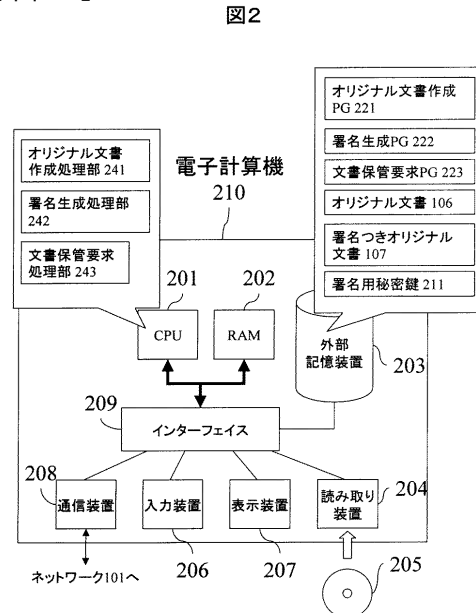 図2
オリジナル文書作成
PG 221
署名生成PG 222
文書保管要求PG 223
オリジナル文書 106
署名つきオリジナル
文書 107
署名用秘密鍵 211
オリジナル文書
作成処理部 241
署名生成処理部
242
文書保管要求
処理部 243
電子計算機
210
201
202
CPU
RAM
外部
記憶装置
203
209
インターフェイス
208
通信装置
入力装置
表示装置
読み取り
装置
204
ネットワーク101へ
206
207
205